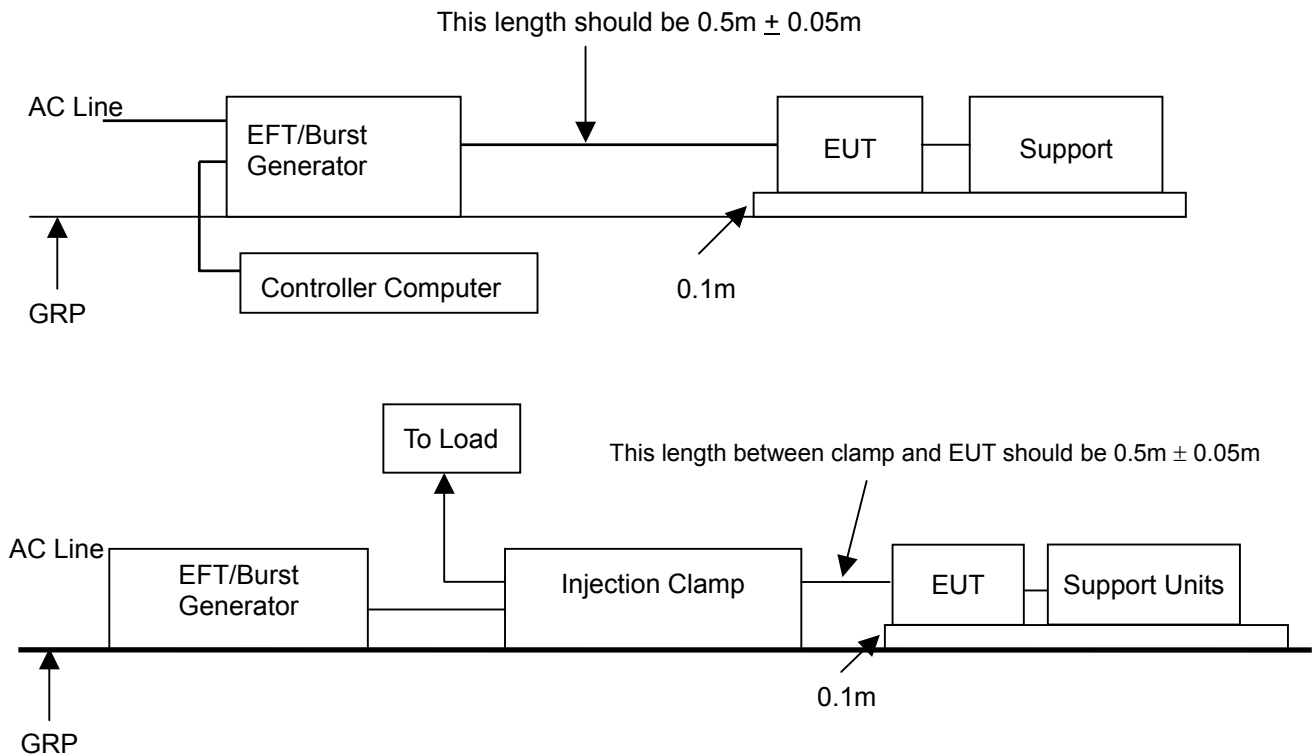 This length should be 0.5m ± 0.05m
AC Line
EFT/Burst
Generator
EUT
Support
0.1m
Controller Computer
GRP
To Load
This length between clamp and EUT should be 0.5m ± 0.05m
AC Line
EFT/Burst
Generator
Injection Clamp
EUT
Support Units
0.1m
GRP